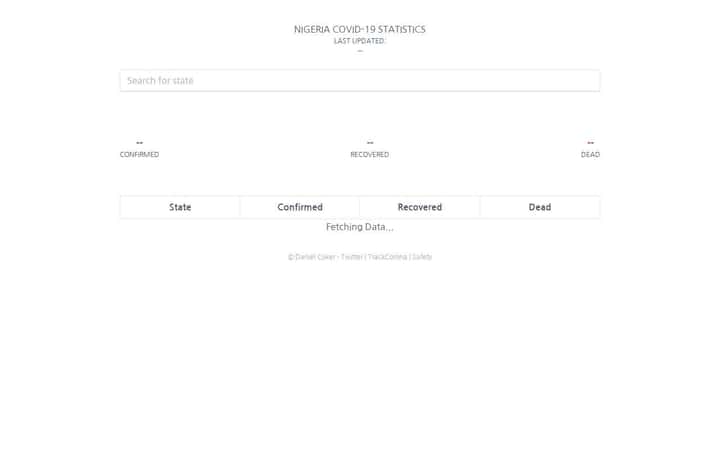 NIGERIA COVID-19 STATISTICS
LAST UPDATED:
--
Search for state
-- -- --
CONFIRMED RECOVERED DEAD
State Confirmed Recovered Dead
Fetching Data...
© Daniel Coker - Twitter | TrackCorona | Safety